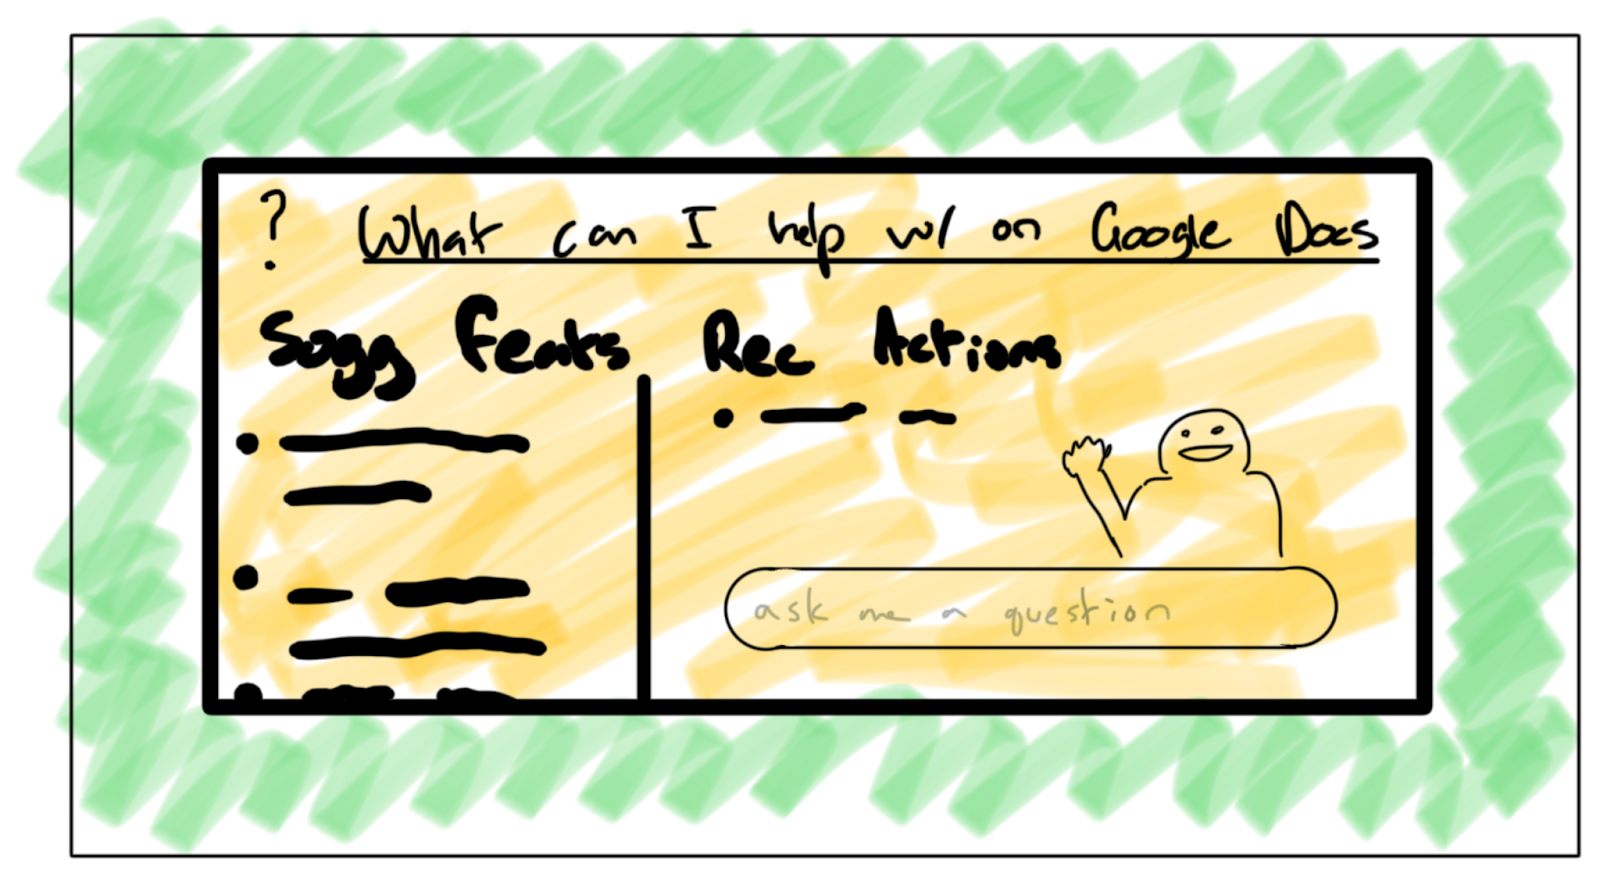 ? What can I help w/ on Google Docs
Sugg Feats
Rec Actions
ask me a question